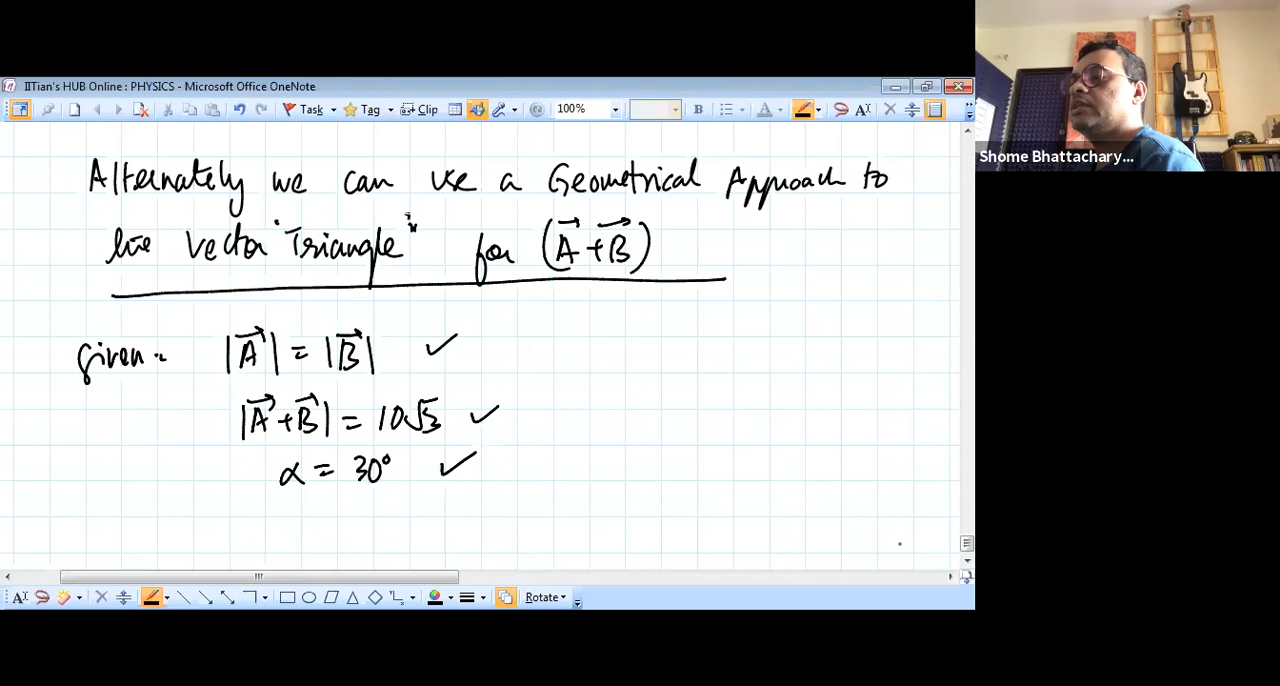 IITian's HUB Online : PHYSICS - Microsoft Office OneNote
Task Tag Clip 100% B A
Alternately we can use a Geometrical Approach to
the Vector "Triangle" for (A⃗+B⃗)
given:- |A⃗| = |B⃗| ✓
|A⃗+B⃗| = 10√3 ✓
α = 30° ✓
Rotate
Shome Bhattachary...